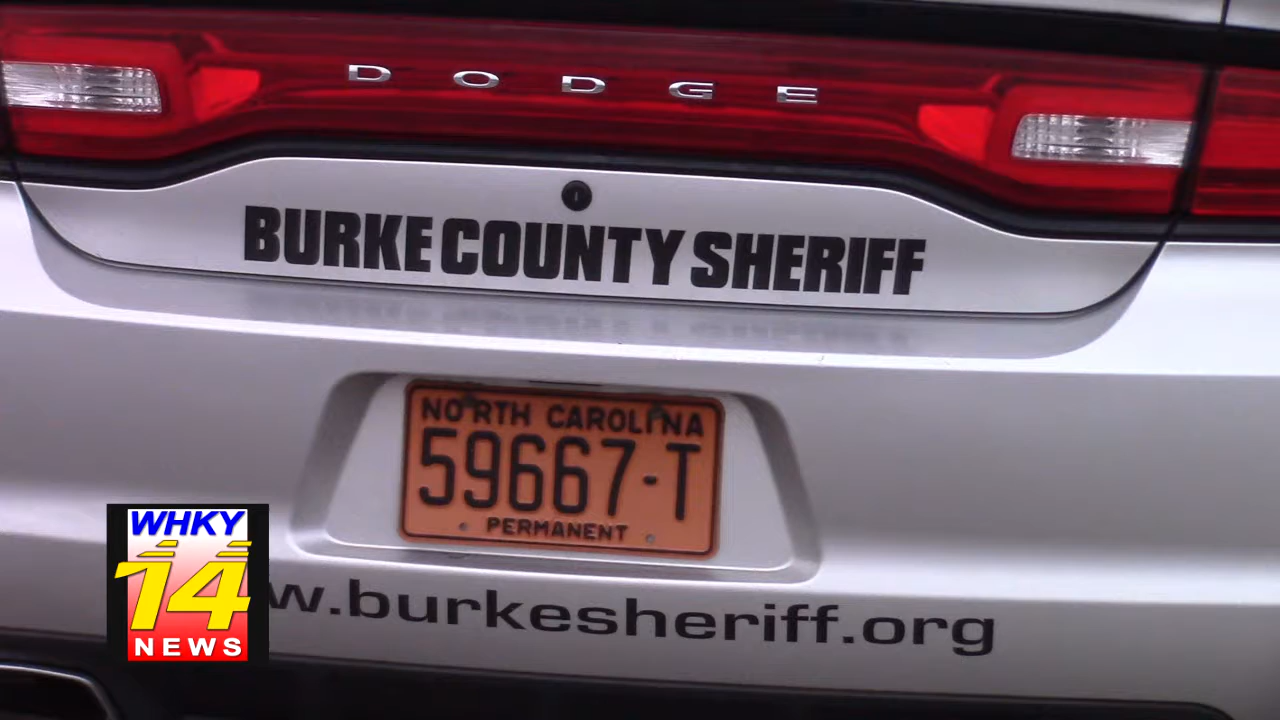 DODGE
BURKE COUNTY SHERIFF
NORTH CAROLINA
59667-T
PERMANENT
w.burkesheriff.org
WHKY
14
NEWS